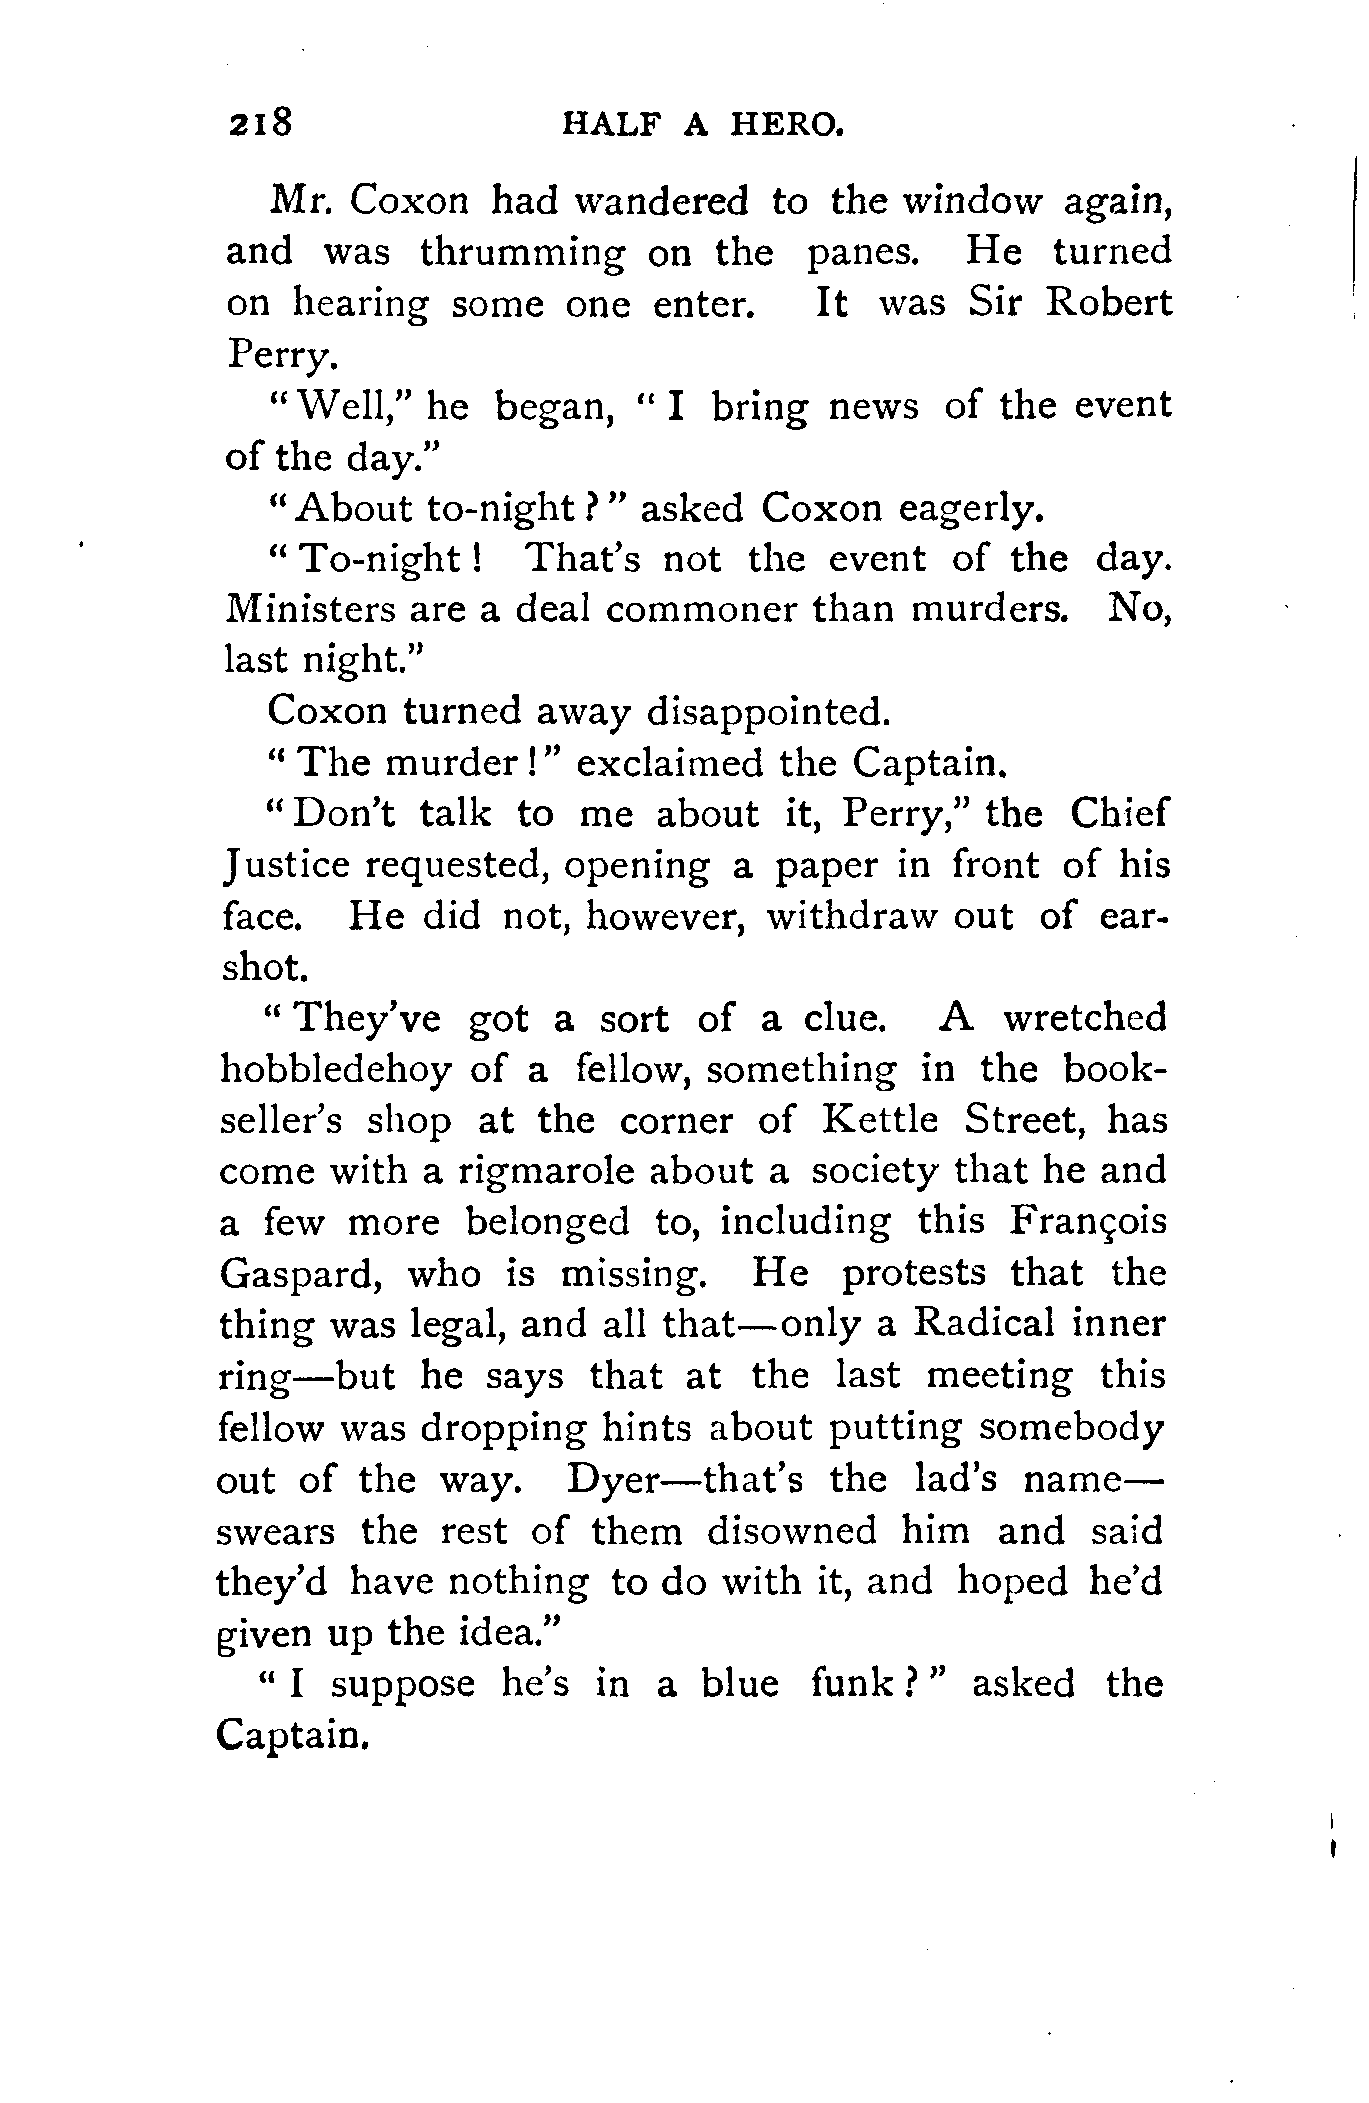 218 HALF A HERO.
Mr. Coxon had wandered to the window again,
and was thrumming on the panes. He turned
on hearing some one enter. It was Sir Robert
Perry.
"Well," he began, "I bring news of the event
of the day."
"About to-night?" asked Coxon eagerly.
"To-night! That's not the event of the day.
Ministers are a deal commoner than murders. No,
last night."
Coxon turned away disappointed.
"The murder!" exclaimed the Captain.
"Don't talk to me about it, Perry," the Chief
Justice requested, opening a paper in front of his
face. He did not, however, withdraw out of ear-
shot.
"They've got a sort of a clue. A wretched
hobbledehoy of a fellow, something in the book-
seller's shop at the corner of Kettle Street, has
come with a rigmarole about a society that he and
a few more belonged to, including this François
Gaspard, who is missing. He protests that the
thing was legal, and all that—only a Radical inner
ring—but he says that at the last meeting this
fellow was dropping hints about putting somebody
out of the way. Dyer—that's the lad's name—
swears the rest of them disowned him and said
they'd have nothing to do with it, and hoped he'd
given up the idea."
"I suppose he's in a blue funk?" asked the
Captain.